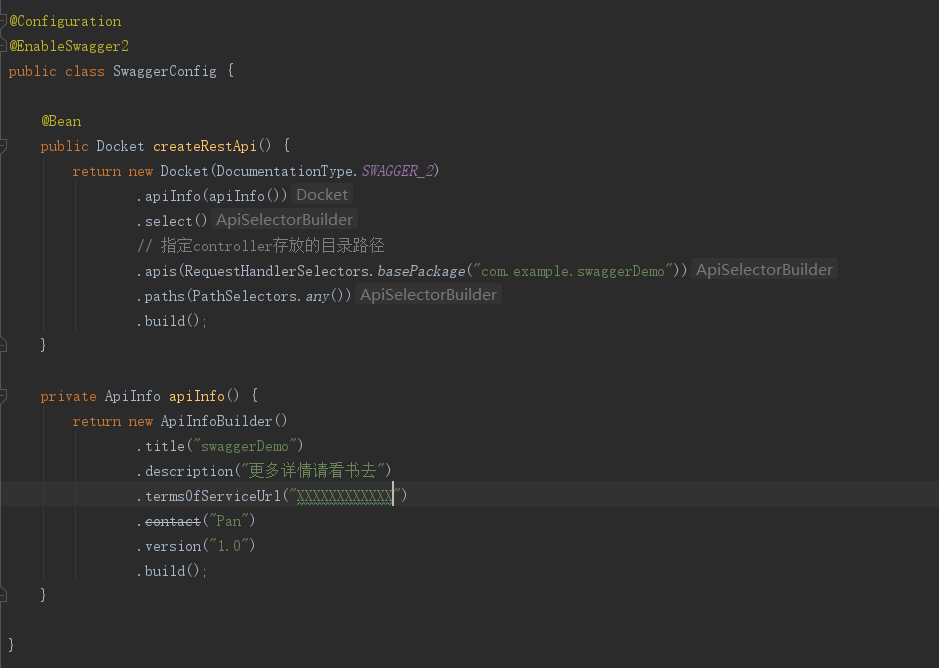 @Configuration
@EnableSwagger2
public class SwaggerConfig {
@Bean
public Docket createRestApi() {
return new Docket(DocumentationType.SWAGGER_2)
.apiInfo(apiInfo()) Docket
.select() ApiSelectorBuilder
// 指定controller存放的目录路径
.apis(RequestHandlerSelectors.basePackage("com.example.swaggerDemo")) ApiSelectorBuilder
.paths(PathSelectors.any()) ApiSelectorBuilder
.build();
}
private ApiInfo apiInfo() {
return new ApiInfoBuilder()
.title("swaggerDemo")
.description("更多详情请看书去")
.termsOfServiceUrl("XXXXXXXXXXXX")
.contact("Pan")
.version("1.0")
.build();
}
}